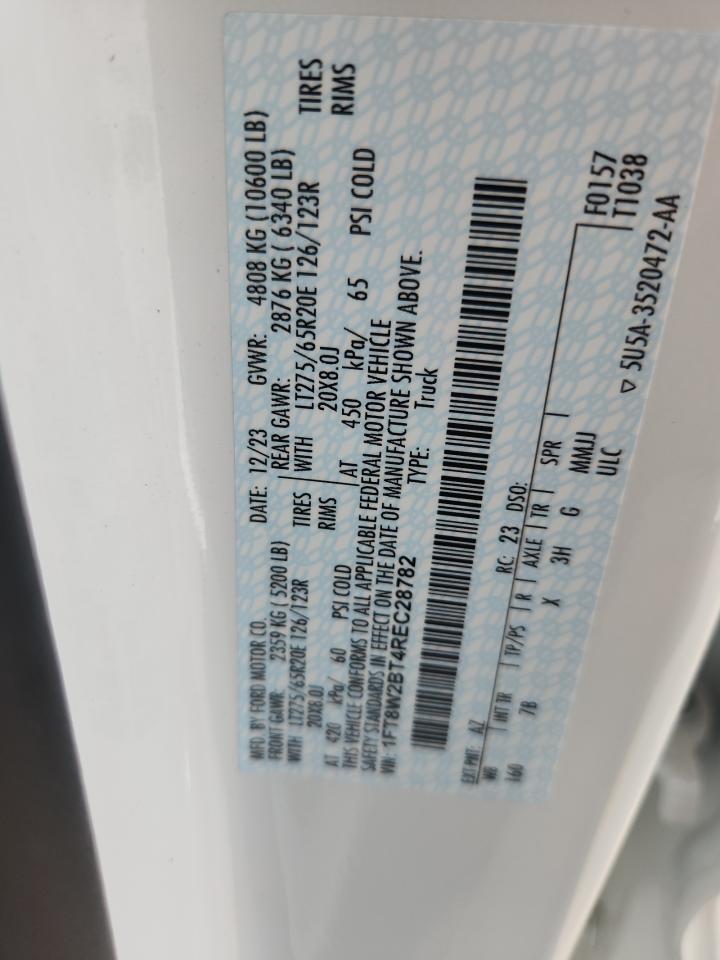 MFD. BY FORD MOTOR CO. DATE: 12/23 GVWR: 4808 KG (10600 LB)
FRONT GAWR: 2359 KG ( 5200 LB) REAR GAWR: 2876 KG ( 6340 LB)
WITH LT275/65R20E 126/123R TIRES WITH LT275/65R20E 126/123R TIRES
20X8.0J RIMS 20X8.0J RIMS
AT 420 kPa/ 60 PSI COLD AT 450 kPa/ 65 PSI COLD
THIS VEHICLE CONFORMS TO ALL APPLICABLE FEDERAL MOTOR VEHICLE
SAFETY STANDARDS IN EFFECT ON THE DATE OF MANUFACTURE SHOWN ABOVE.
VIN: 1FT8W2BT4REC28782 TYPE: Truck
EXT PNT: AZ RC: 23 DSO: F0157
WB INT TR TP/PS R AXLE TR SPR T1038
160 7B X 3H G MMJJ
ULC
▽ 5U5A-3520472-AA